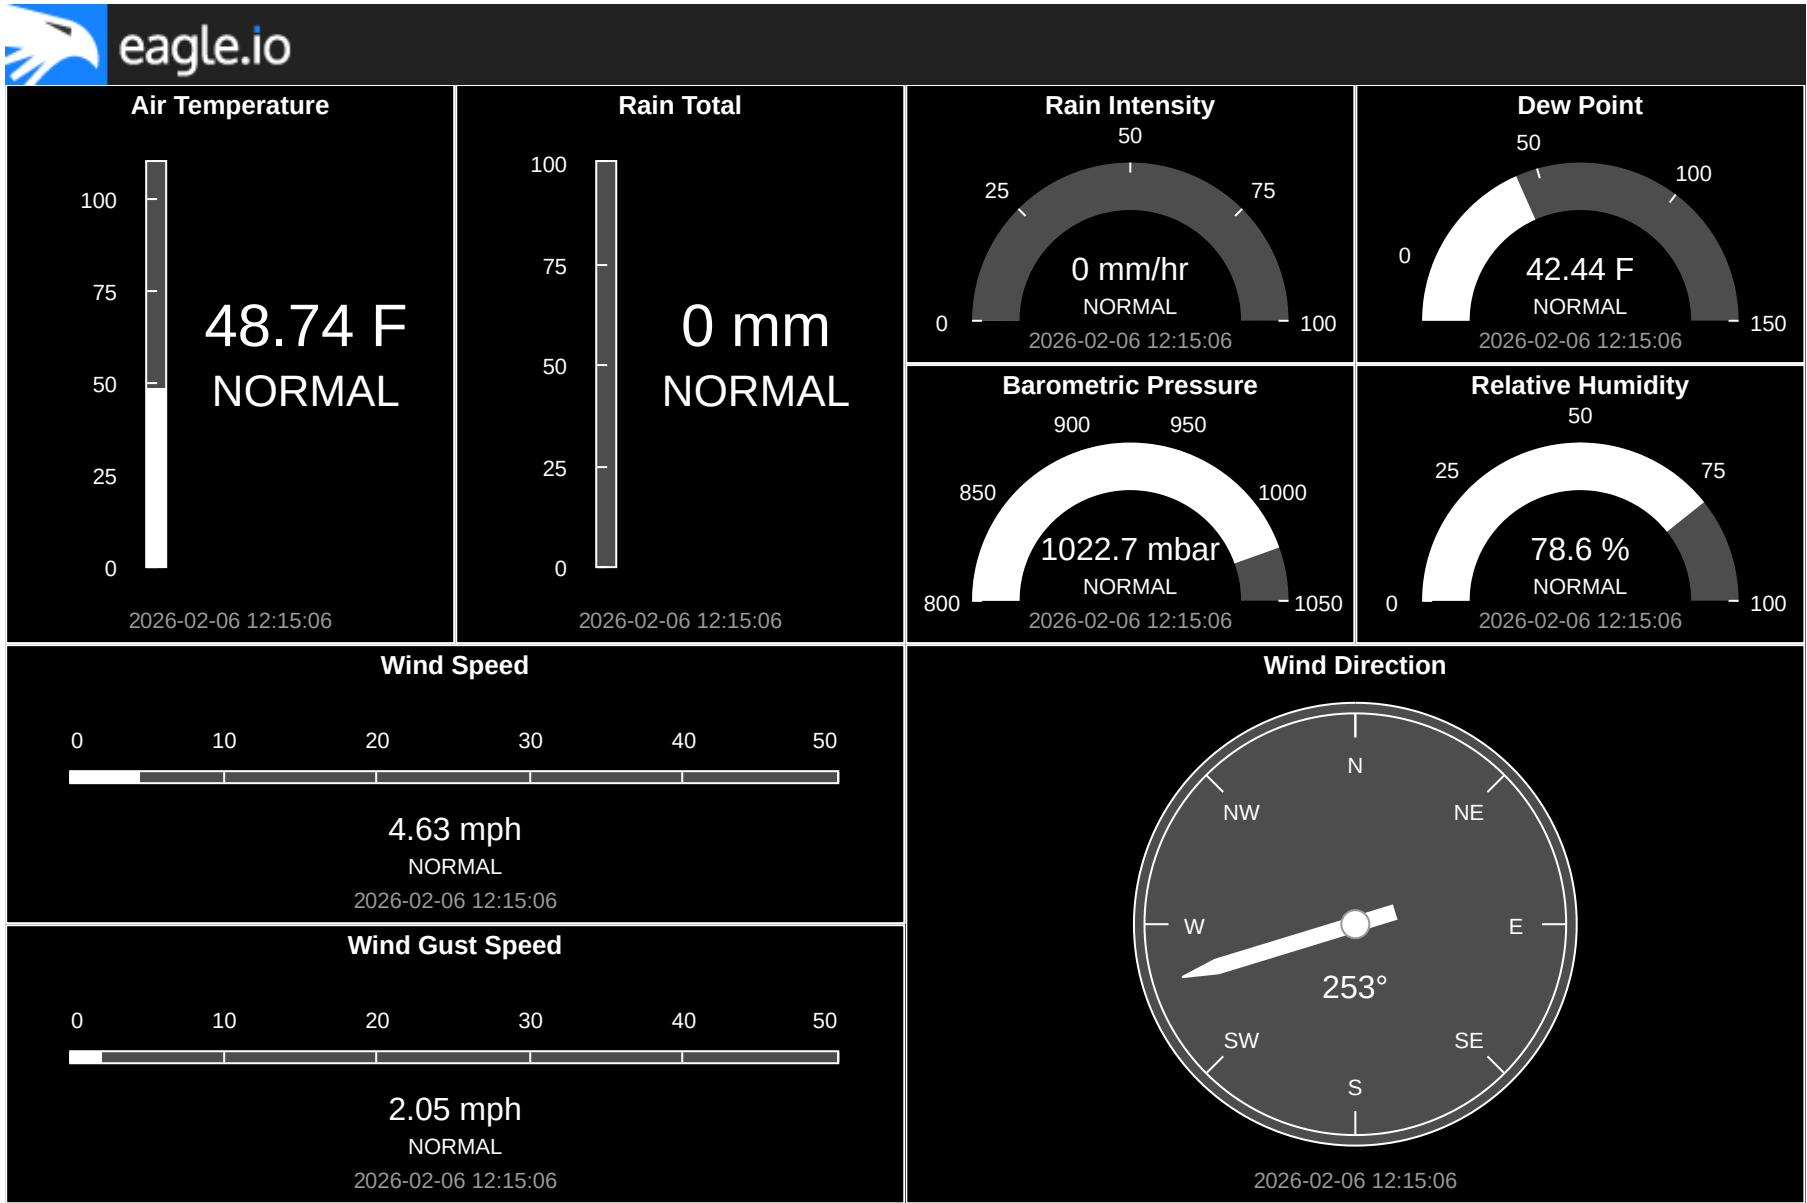 eagle.io
Air Temperature
100
75
50
25
0
48.74 F
NORMAL
2026-02-06 12:15:06
Rain Total
100
75
50
25
0
0 mm
NORMAL
2026-02-06 12:15:06
Rain Intensity
0
25
50
75
100
0 mm/hr
NORMAL
2026-02-06 12:15:06
Dew Point
0
50
100
150
42.44 F
NORMAL
2026-02-06 12:15:06
Barometric Pressure
800
850
900
950
1000
1050
1022.7 mbar
NORMAL
2026-02-06 12:15:06
Relative Humidity
0
25
50
75
100
78.6 %
NORMAL
2026-02-06 12:15:06
Wind Speed
0 10 20 30 40 50
4.63 mph
NORMAL
2026-02-06 12:15:06
Wind Gust Speed
0 10 20 30 40 50
2.05 mph
NORMAL
2026-02-06 12:15:06
Wind Direction
N
NW NE
W E
253°
SW SE
S
2026-02-06 12:15:06